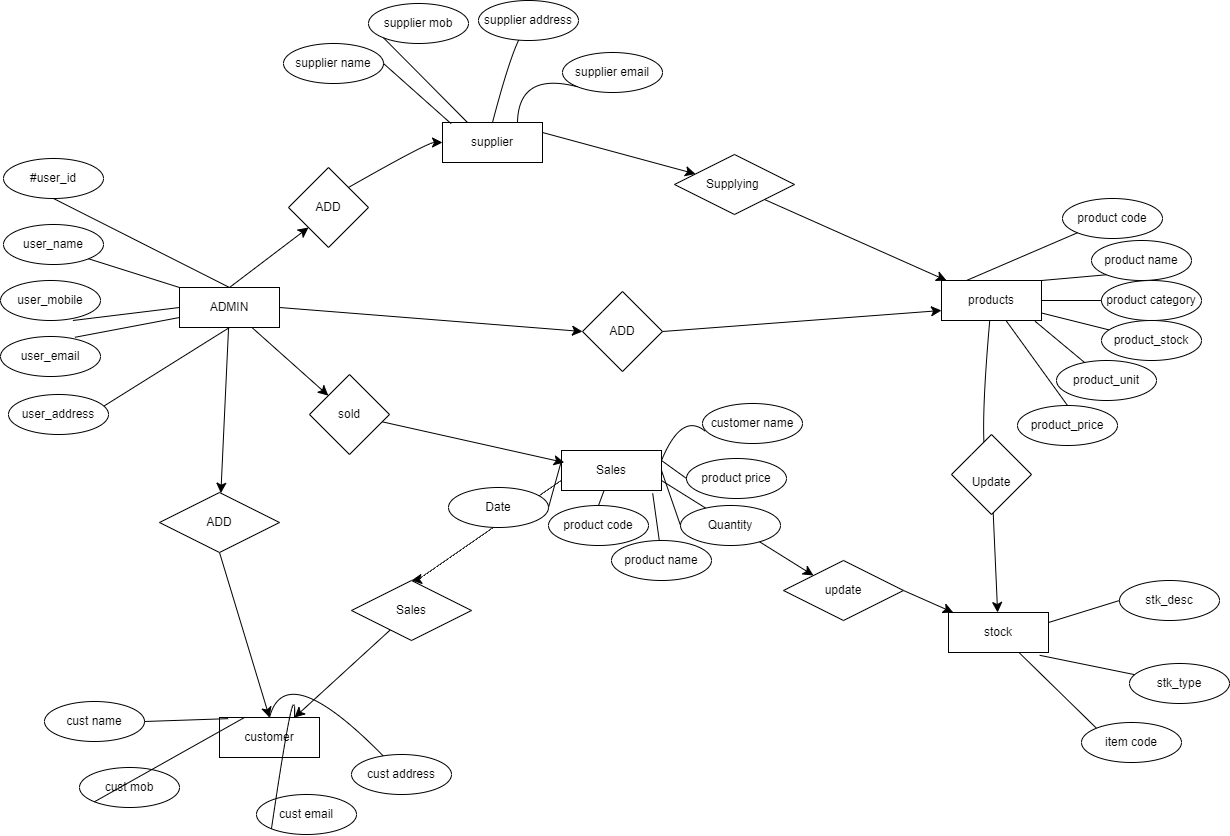 supplier mob
supplier address
supplier name
supplier email
supplier
#user_id
ADD
Supplying
user_name
product code
product name
user_mobile
ADMIN
products
product category
ADD
product_stock
user_email
product_unit
user_address
sold
customer name
product_price
Sales
product price
Update
Date
product code
Quantity
ADD
product name
update
stk_desc
Sales
stock
stk_type
cust name
customer
item code
cust address
cust mob
cust email